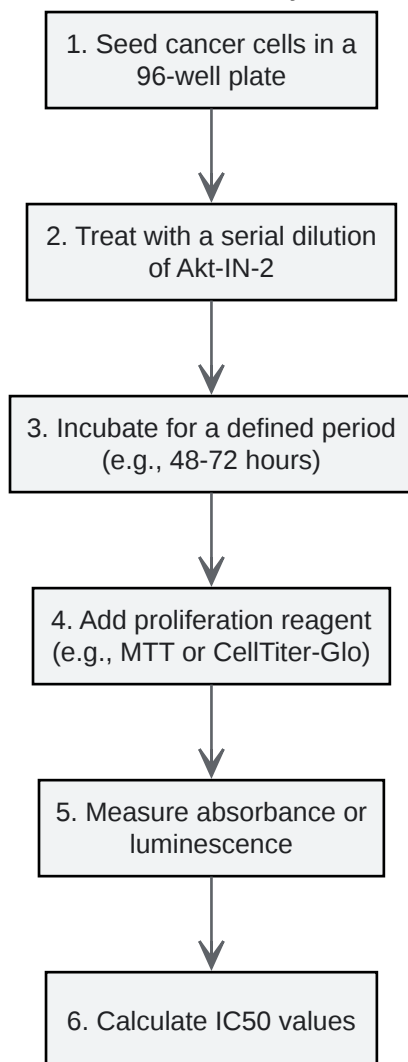 1. Seed cancer cells in a
96-well plate
2. Treat with a serial dilution
of Akt-IN-2
3. Incubate for a defined period
(e.g., 48-72 hours)
4. Add proliferation reagent
(e.g., MTT or CellTiter-Glo)
5. Measure absorbance or
luminescence
6. Calculate IC50 values